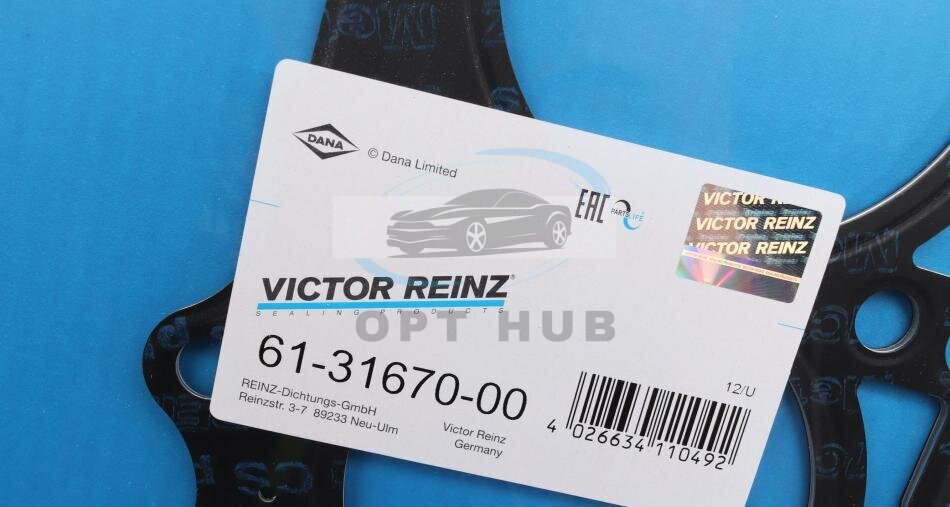 DANA
© Dana Limited
EAC
PARTSLIFE
VICTOR REINZ
VICTOR REINZ
VICTOR REINZ
VICTOR REINZ®
SEALING PRODUCTS
OPT HUB
61-31670-00
12/U
REINZ-Dichtungs-GmbH
Reinzstr. 3-7 89233 Neu-Ulm
Victor Reinz
Germany
4 026634 110492